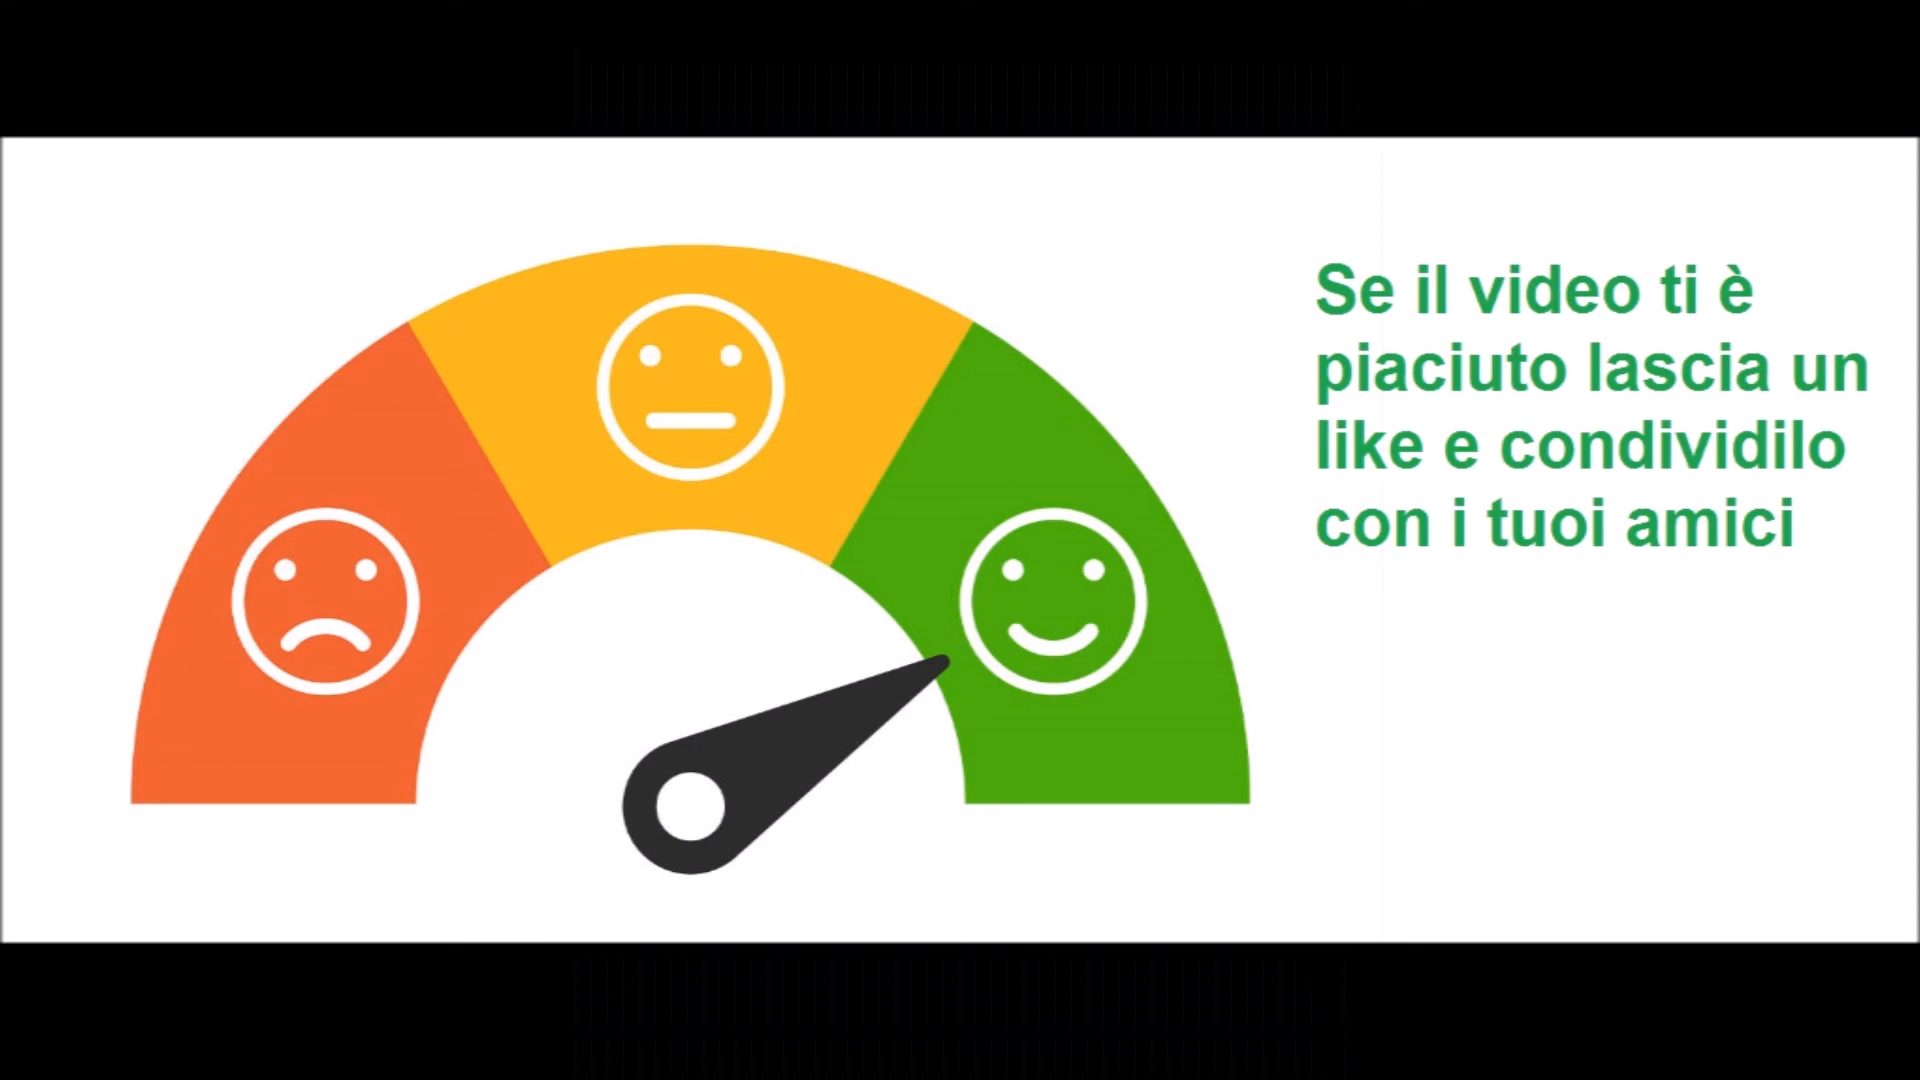 Se il video ti è
piaciuto lascia un
like e condividilo
con i tuoi amici